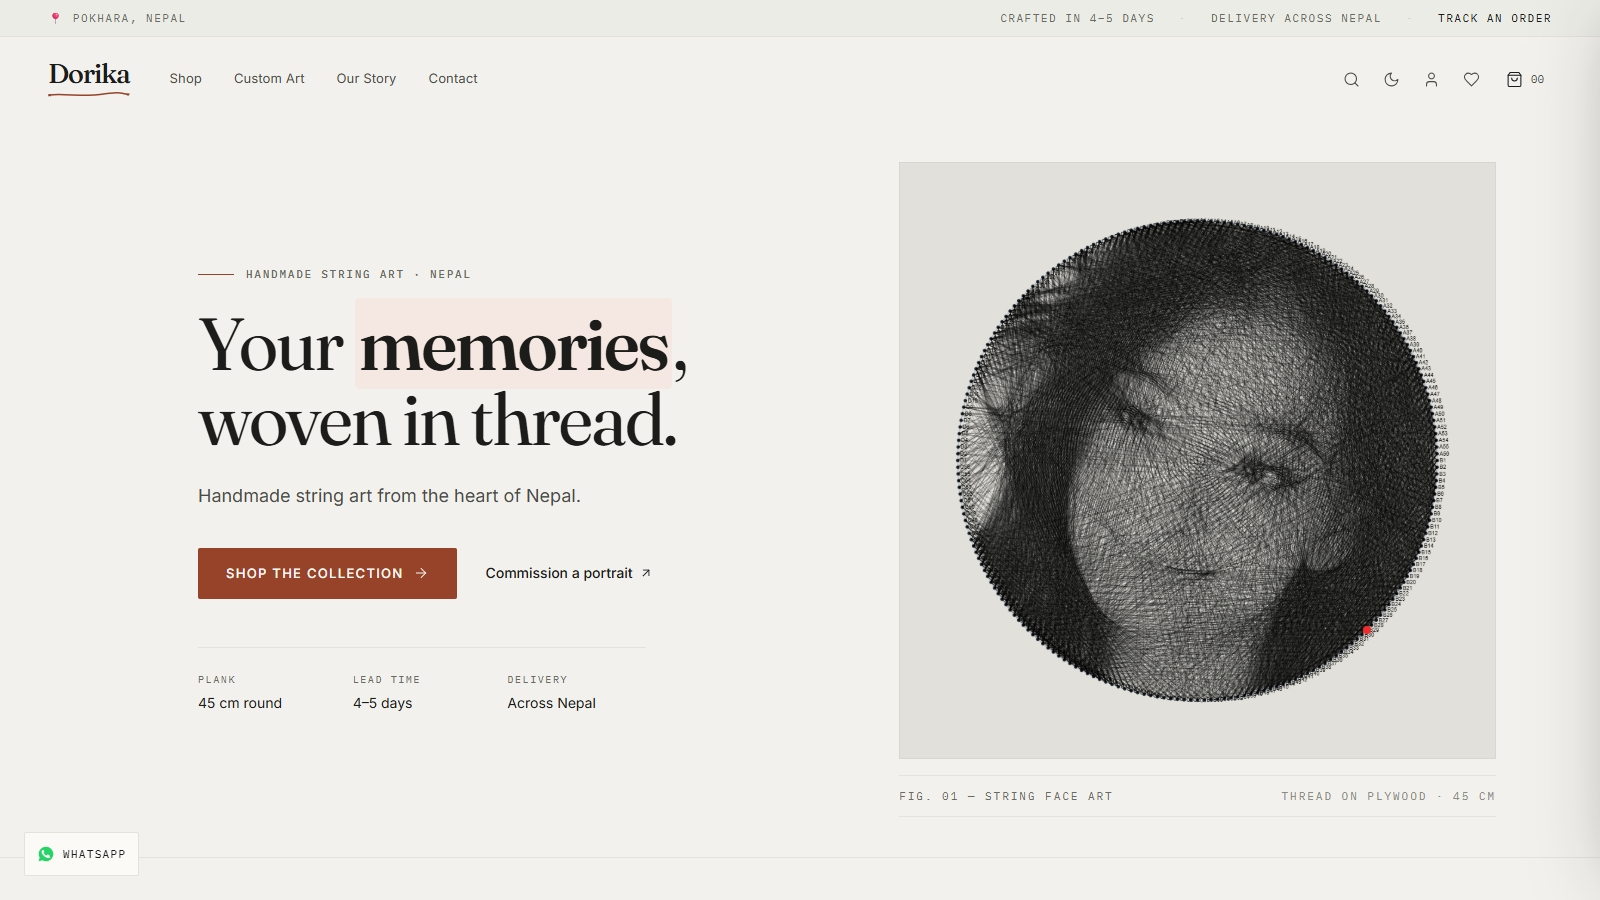 POKHARA, NEPAL
CRAFTED IN 4–5 DAYS · DELIVERY ACROSS NEPAL · TRACK AN ORDER
Dorika
Shop
Custom Art
Our Story
Contact
00
HANDMADE STRING ART · NEPAL
Your memories,
woven in thread.
Handmade string art from the heart of Nepal.
SHOP THE COLLECTION →
Commission a portrait ↗
PLANK
45 cm round
LEAD TIME
4–5 days
DELIVERY
Across Nepal
FIG. 01 — STRING FACE ART
THREAD ON PLYWOOD · 45 CM
WHATSAPP